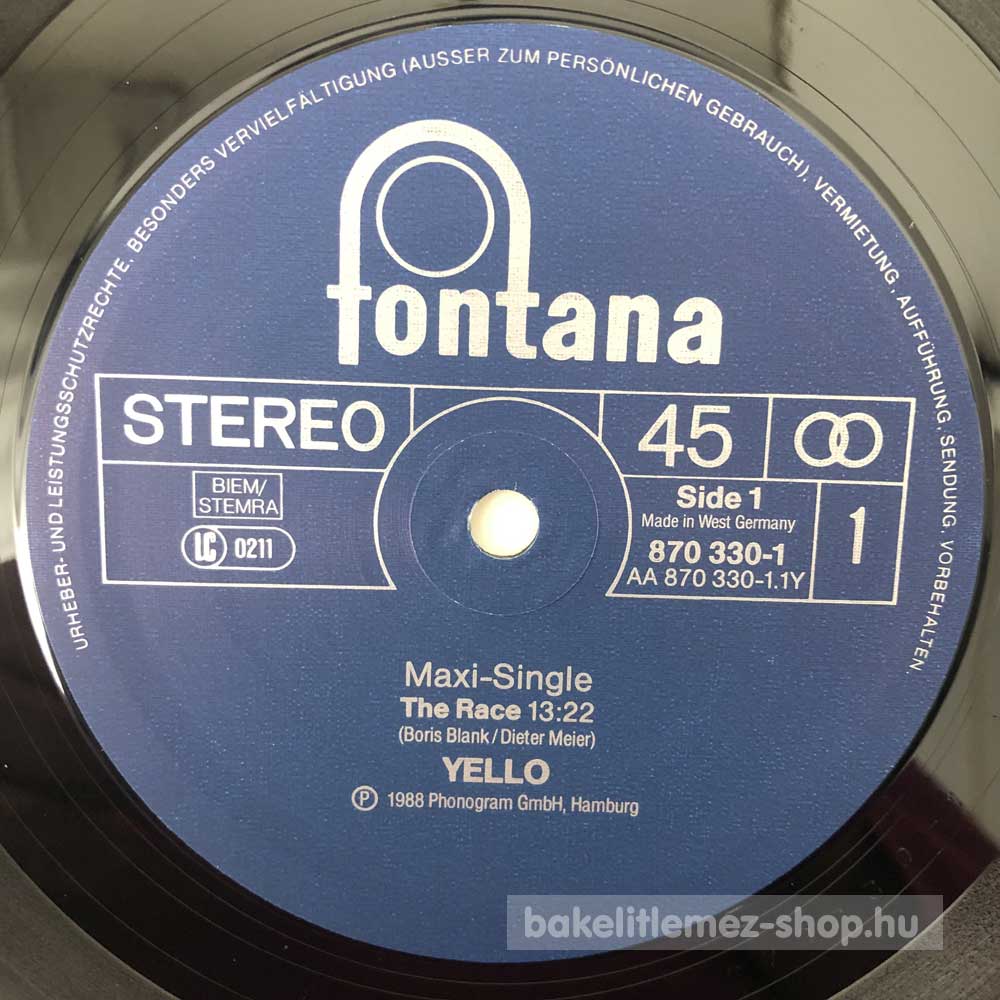 URHEBER- UND LEISTUNGSSCHUTZRECHTE, BESONDERS VERVIELFÄLTIGUNG (AUSSER ZUM PERSÖNLICHEN GEBRAUCH), VERMIETUNG, AUFFÜHRUNG, SENDUNG VORBEHALTEN
fontana
STEREO
BIEM/
STEMRA
LC 0211
45
Side 1
Made in West Germany
870 330-1
AA 870 330-1.1Y
1
Maxi-Single
The Race 13:22
(Boris Blank/Dieter Meier)
YELLO
Ⓟ 1988 Phonogram GmbH, Hamburg
bakelitlemez-shop.hu